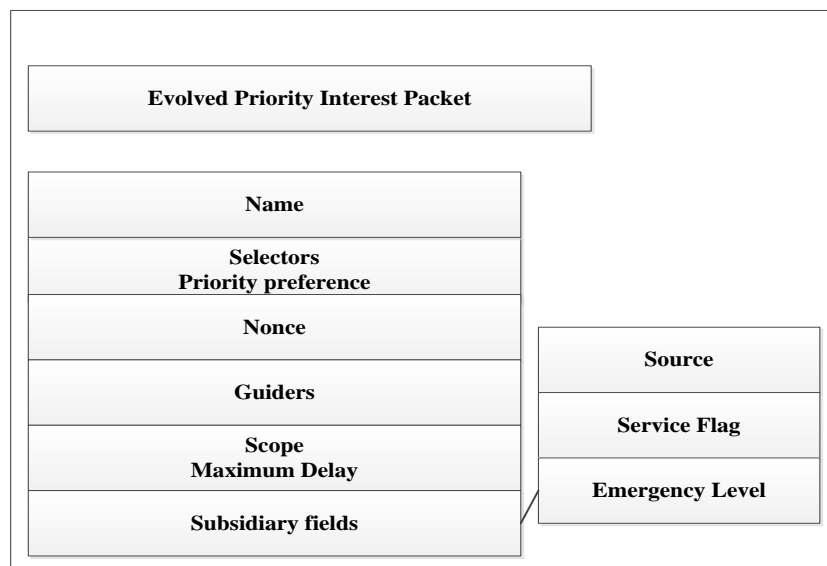 Evolved Priority Interest Packet
Name
Selectors
Priority preference
Nonce
Guiders
Scope
Maximum Delay
Subsidiary fields
Source
Service Flag
Emergency Level